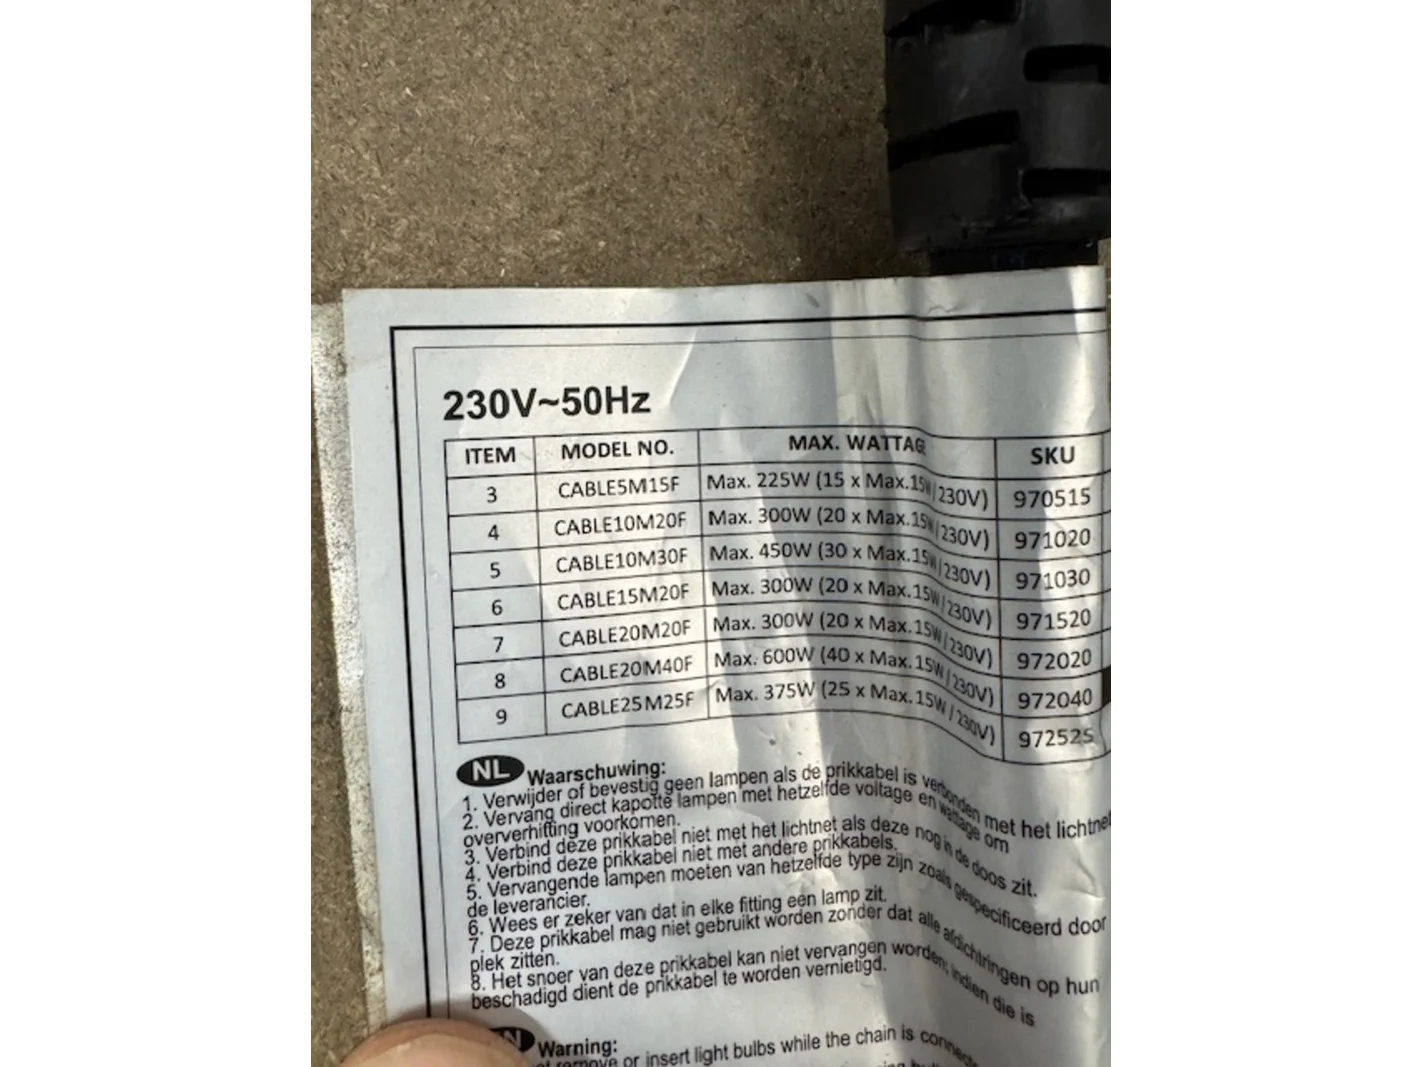 230V~50Hz
ITEM MODEL NO. MAX. WATTAGE SKU
3 CABLE5M15F Max. 225W (15 x Max.15W/230V) 970515
4 CABLE10M20F Max. 300W (20 x Max.15W/230V) 971020
5 CABLE10M30F Max. 450W (30 x Max.15W/230V) 971030
6 CABLE15M20F Max. 300W (20 x Max.15W/230V) 971520
7 CABLE20M20F Max. 300W (20 x Max.15W/230V) 972020
8 CABLE20M40F Max. 600W (40 x Max.15W/230V) 972040
9 CABLE25M25F Max. 375W (25 x Max.15W/230V) 972525
NL Waarschuwing:
1. Verwijder of bevestig geen lampen als de prikkabel is verbonden met het lichtnet
2. Vervang direct kapotte lampen met hetzelfde voltage en wattage om
oververhitting voorkomen.
3. Verbind deze prikkabel niet met het lichtnet als deze nog in de doos zit.
4. Verbind deze prikkabel niet met andere prikkabels.
5. Vervangende lampen moeten van hetzelfde type zijn zoals gespecificeerd door
de leverancier.
6. Wees er zeker van dat in elke fitting een lamp zit.
7. Deze prikkabel mag niet gebruikt worden zonder dat alle afdichtringen op hun
plek zitten.
8. Het snoer van deze prikkabel kan niet vervangen worden; indien die is
beschadigd dient de prikkabel te worden vernietigd.
Warning:
remove or insert light bulbs while the chain is